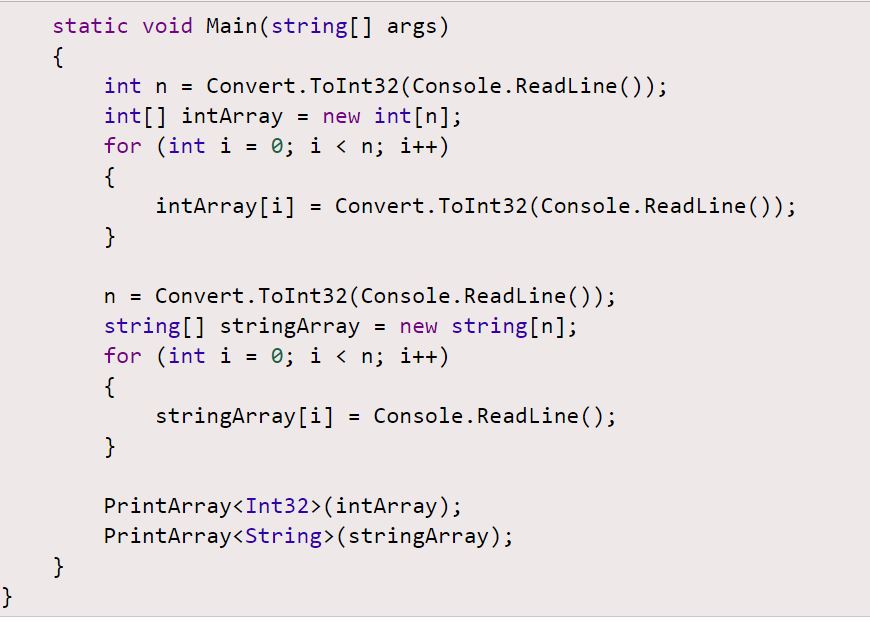 static void Main(string[] args)
{
int n = Convert.ToInt32(Console.ReadLine());
int[] intArray = new int[n];
for (int i = 0; i < n; i++)
{
intArray[i] = Convert.ToInt32(Console.ReadLine());
}
n = Convert.ToInt32(Console.ReadLine());
string[] stringArray = new string[n];
for (int i = 0; i < n; i++)
{
stringArray[i] = Console.ReadLine();
}
PrintArray<Int32>(intArray);
PrintArray<String>(stringArray);
}
}